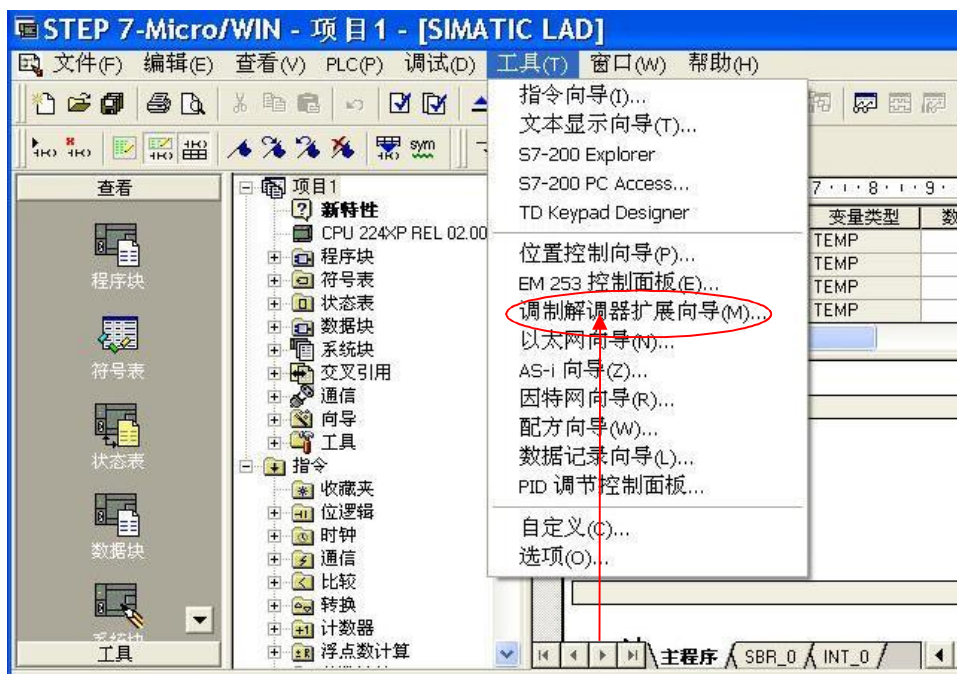 STEP 7-Micro/WIN - 项目1 - [SIMATIC LAD]
文件(F) 编辑(E) 查看(V) PLC(P) 调试(D) 工具(T) 窗口(W) 帮助(H)
指令向导(I)...
文本显示向导(T)...
S7-200 Explorer
S7-200 PC Access...
TD Keypad Designer
位置控制向导(P)...
EM 253 控制面板(E)...
调制解调器扩展向导(M)...
以太网向导(N)...
AS-i 向导(Z)...
因特网向导(R)...
配方向导(W)...
数据记录向导(L)...
PID 调节控制面板...
自定义(C)...
选项(O)...
sym
查看
程序块
符号表
状态表
数据块
系统块
工具
项目1
新特性
CPU 224XP REL 02.00
程序块
符号表
状态表
数据块
系统块
交叉引用
通信
向导
工具
指令
收藏夹
位逻辑
时钟
通信
比较
转换
计数器
浮点数计算
7 · ı · 8 · ı · 9 ·
变量类型 数
TEMP
TEMP
TEMP
TEMP
主程序 SBR_0 INT_0